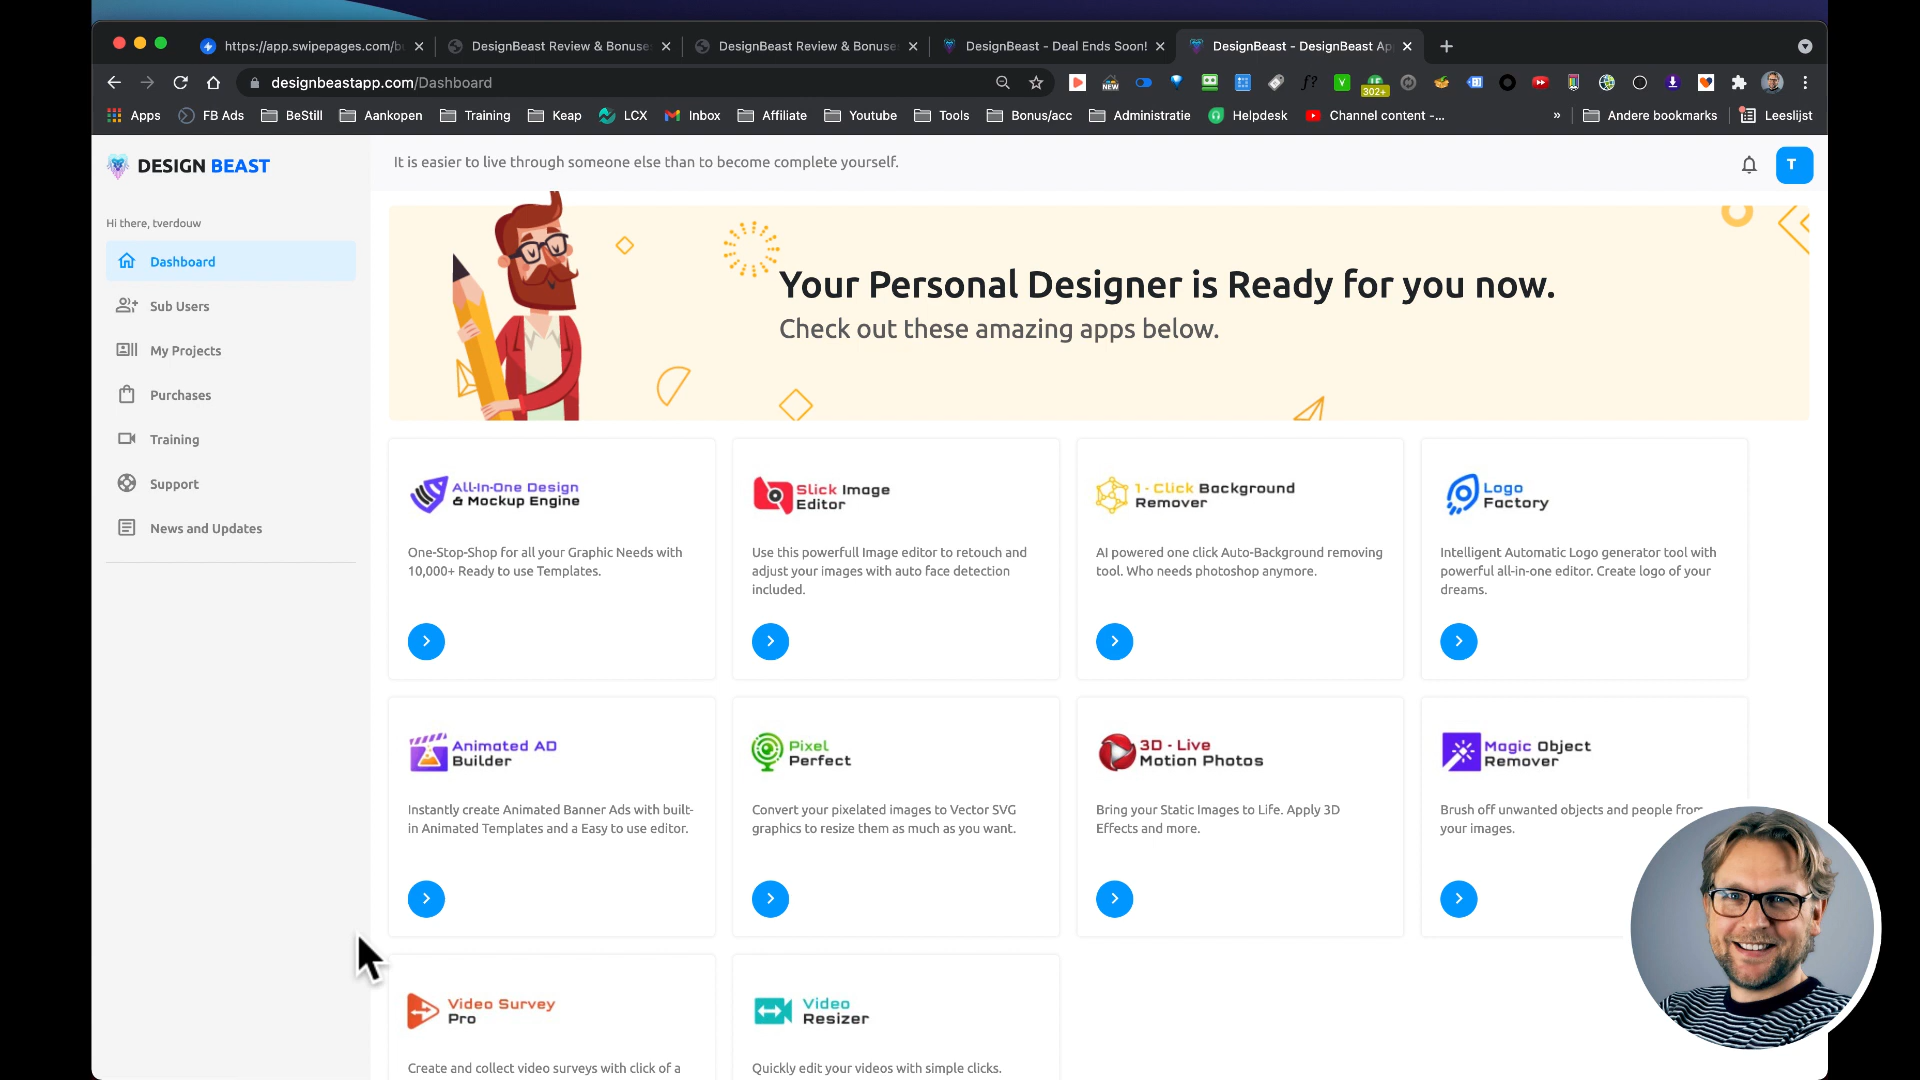 https://app.swipepages.com/b
DesignBeast Review & Bonuse
DesignBeast Review & Bonuse
DesignBeast - Deal Ends Soon!
DesignBeast - DesignBeast Ap
designbeastapp.com/Dashboard
NEW
f?
V
302+
Apps
FB Ads
BeStill
Aankopen
Training
Keap
LCX
Inbox
Affiliate
Youtube
Tools
Bonus/acc
Administratie
Helpdesk
Channel content -...
»
Andere bookmarks
Leeslijst
DESIGN BEAST
It is easier to live through someone else than to become complete yourself.
T
Hi there, tverdouw
Dashboard
Sub Users
My Projects
Purchases
Training
Support
News and Updates
Your Personal Designer is Ready for you now.
Check out these amazing apps below.
All-In-One Design
& Mockup Engine
One-Stop-Shop for all your Graphic Needs with
10,000+ Ready to use Templates.
Slick Image
Editor
Use this powerfull Image editor to retouch and
adjust your images with auto face detection
included.
1 - Click Background
Remover
AI powered one click Auto-Background removing
tool. Who needs photoshop anymore.
Logo
Factory
Intelligent Automatic Logo generator tool with
powerful all-in-one editor. Create logo of your
dreams.
Animated AD
Builder
Instantly create Animated Banner Ads with built-
in Animated Templates and a Easy to use editor.
Pixel
Perfect
Convert your pixelated images to Vector SVG
graphics to resize them as much as you want.
3D - Live
Motion Photos
Bring your Static Images to Life. Apply 3D
Effects and more.
Magic Object
Remover
Brush off unwanted objects and people from
your images.
Video Survey
Pro
Create and collect video surveys with click of a
Video
Resizer
Quickly edit your videos with simple clicks.